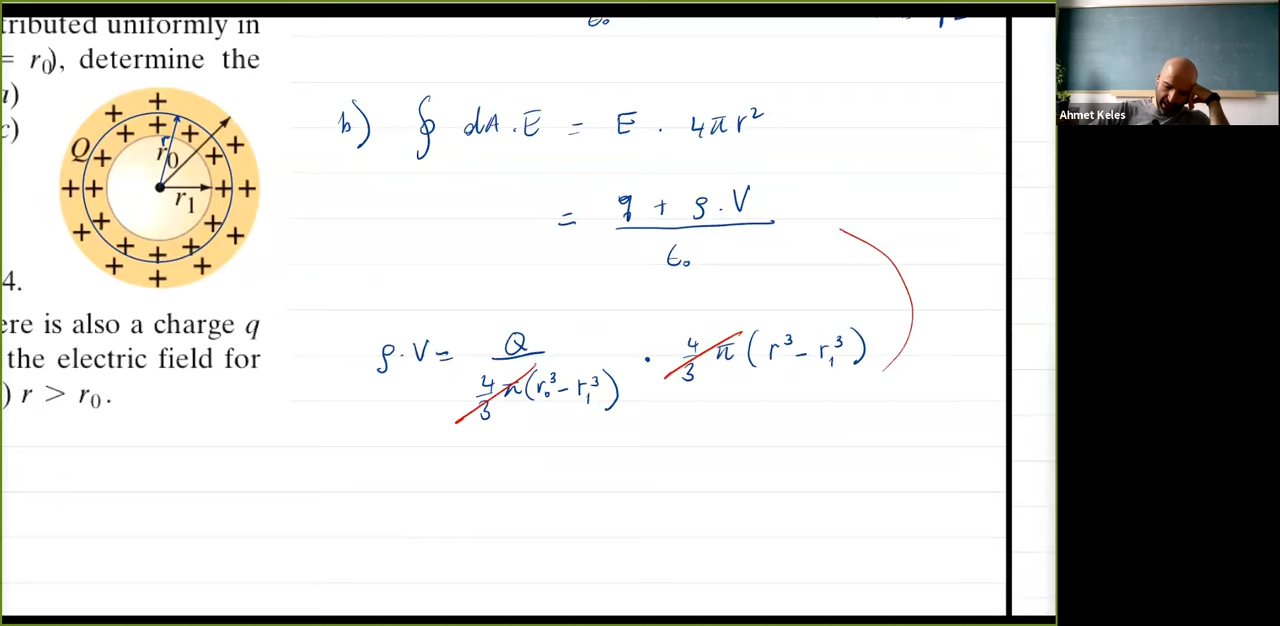 tributed uniformly in
= r₀), determine the
a)
c)
Q
r
r₀
r₁
4.
ere is also a charge q
the electric field for
) r > r₀.
ε₀
b) ∮ dA . E = E . 4πr²
= q + ρ . V / ε₀
ρ . V = Q / 4/3 π(r₀³ - r₁³) . 4/3 π (r³ - r₁³)
Ahmet Keles